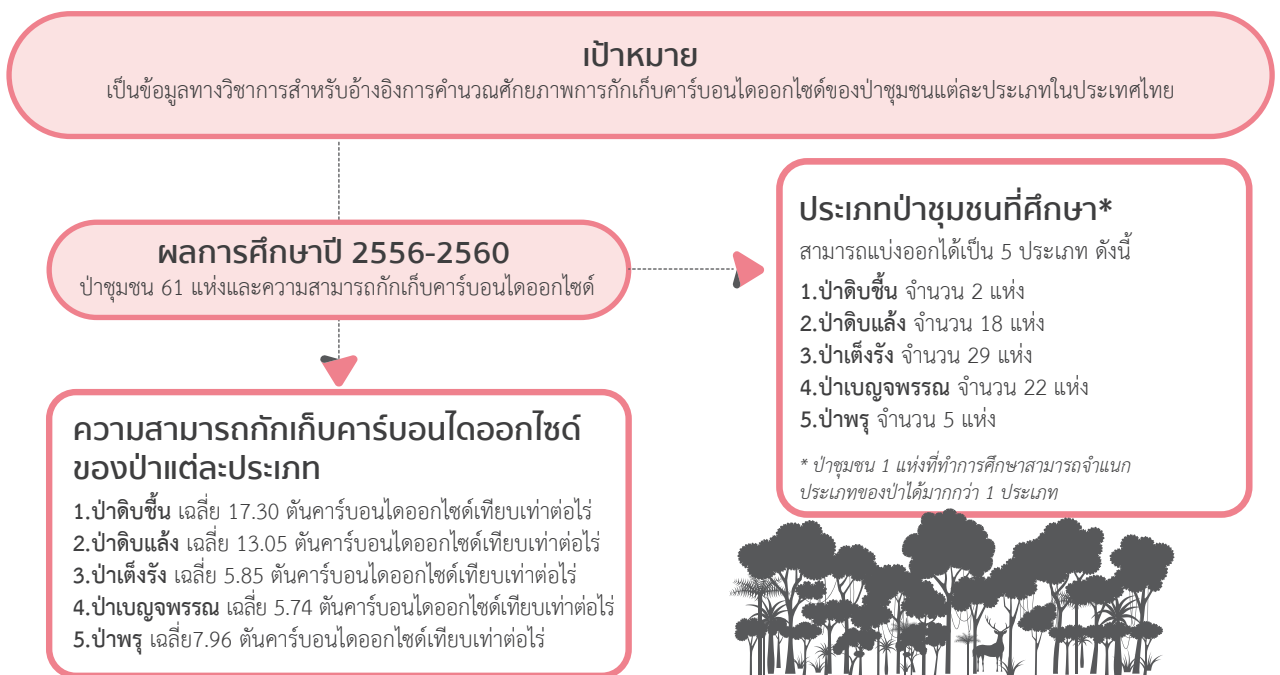 เป้าหมาย
เป็นข้อมูลทางวิชาการสำหรับอ้างอิงการคำนวณศักยภาพการกักเก็บคาร์บอนไดออกไซด์ของป่าชุมชนแต่ละประเภทในประเทศไทย
ผลการศึกษาปี 2556-2560
ป่าชุมชน 61 แห่งและความสามารถกักเก็บคาร์บอนไดออกไซด์
ประเภทป่าชุมชนที่ศึกษา*
สามารถแบ่งออกได้เป็น 5 ประเภท ดังนี้
1.ป่าดิบชื้น จำนวน 2 แห่ง
2.ป่าดิบแล้ง จำนวน 18 แห่ง
3.ป่าเต็งรัง จำนวน 29 แห่ง
4.ป่าเบญจพรรณ จำนวน 22 แห่ง
5.ป่าพรุ จำนวน 5 แห่ง
* ป่าชุมชน 1 แห่งที่ทำการศึกษาสามารถจำแนก
ประเภทของป่าได้มากกว่า 1 ประเภท
ความสามารถกักเก็บคาร์บอนไดออกไซด์
ของป่าแต่ละประเภท
1.ป่าดิบชื้น เฉลี่ย 17.30 ตันคาร์บอนไดออกไซด์เทียบเท่าต่อไร่
2.ป่าดิบแล้ง เฉลี่ย 13.05 ตันคาร์บอนไดออกไซด์เทียบเท่าต่อไร่
3.ป่าเต็งรัง เฉลี่ย 5.85 ตันคาร์บอนไดออกไซด์เทียบเท่าต่อไร่
4.ป่าเบญจพรรณ เฉลี่ย 5.74 ตันคาร์บอนไดออกไซด์เทียบเท่าต่อไร่
5.ป่าพรุ เฉลี่ย7.96 ตันคาร์บอนไดออกไซด์เทียบเท่าต่อไร่